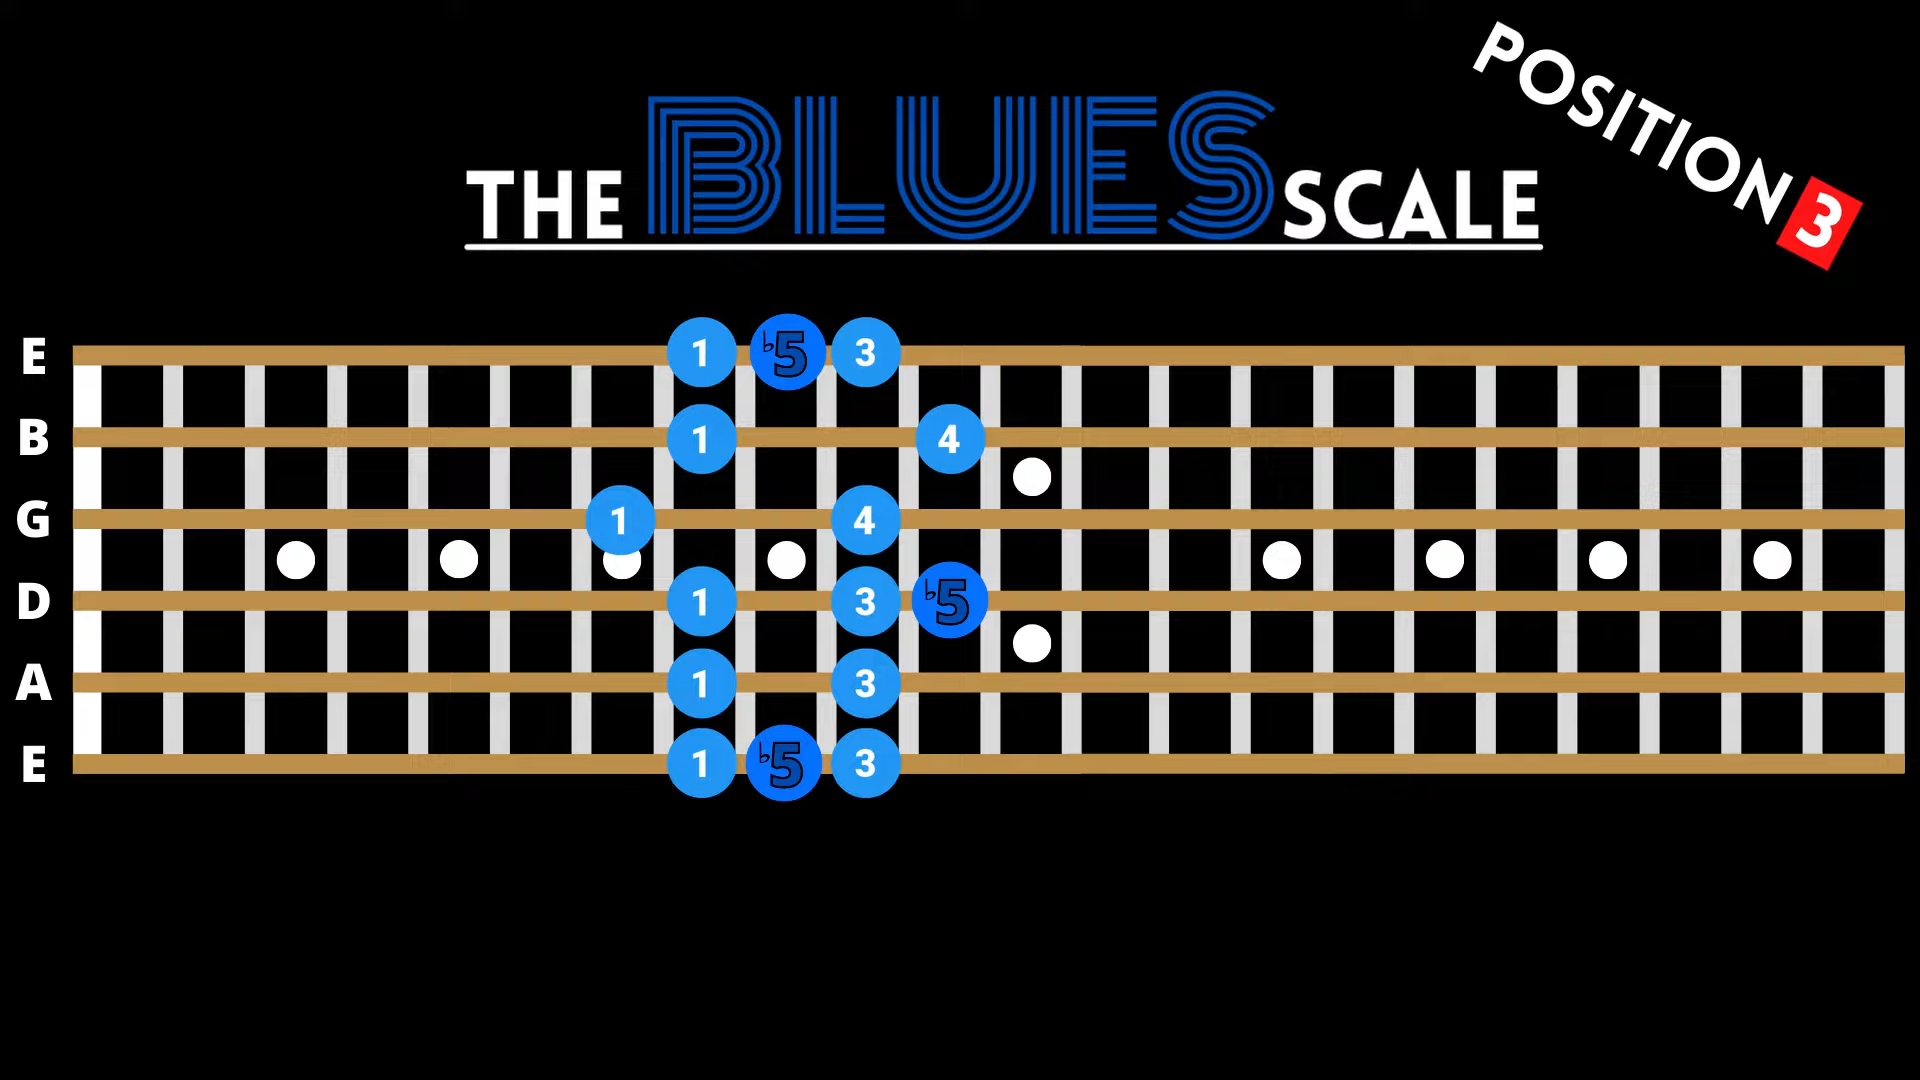 POSITION 3
THE BLUES SCALE
E 1 ♭5 3
B 1 4
G 1 4
D 1 3 ♭5
A 1 3
E 1 ♭5 3